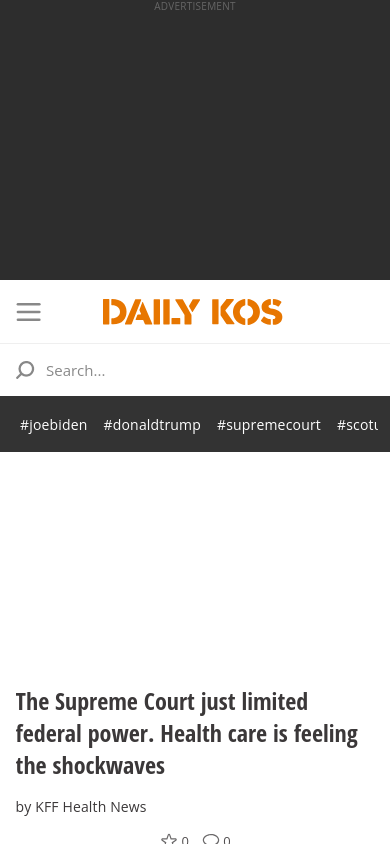 ADVERTISEMENT
DAILY KOS
Search...
#joebiden #donaldtrump #supremecourt #scotu
The Supreme Court just limited
federal power. Health care is feeling
the shockwaves
by KFF Health News
0 0